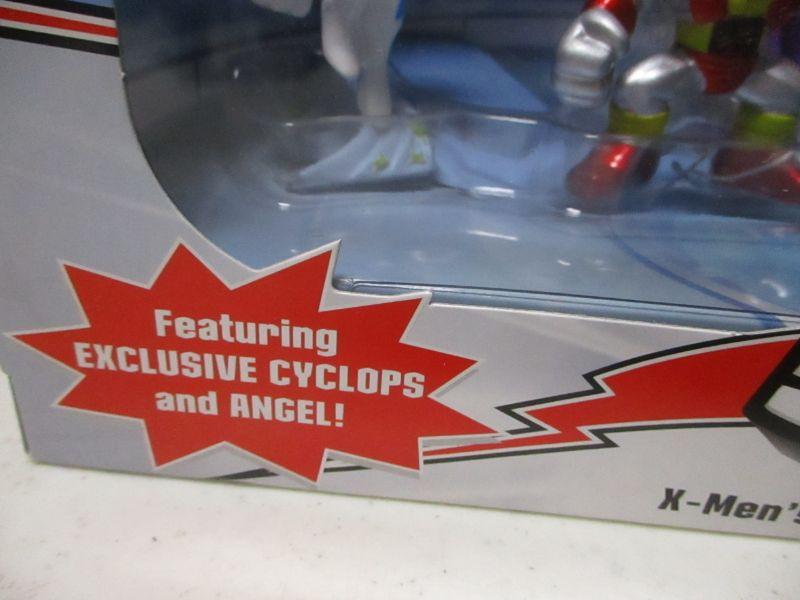 Featuring
EXCLUSIVE CYCLOPS
and ANGEL!
X-Men's